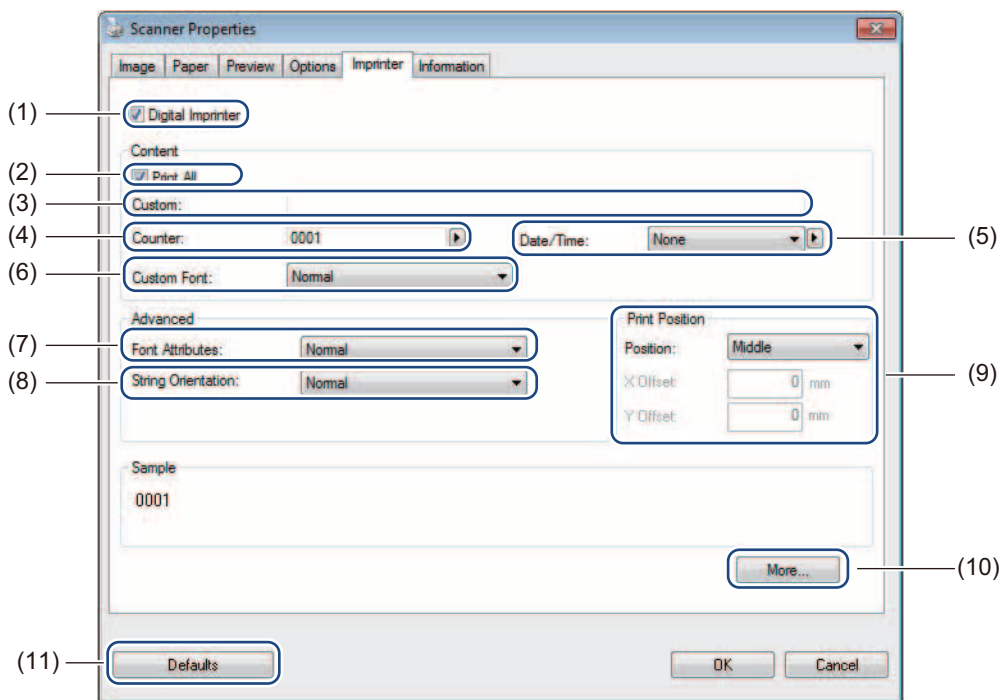 Scanner Properties
Image Paper Preview Options Imprinter Information
(1) Digital Imprinter
Content
(2) Print All
(3) Custom:
(4) Counter: 0001 Date/Time: None (5)
(6) Custom Font: Normal
Advanced Print Position
(7) Font Attributes: Normal Position: Middle
(8) String Orientation: Normal X Offset: 0 mm (9)
Y Offset: 0 mm
Sample
0001
More... (10)
(11) Defaults OK Cancel